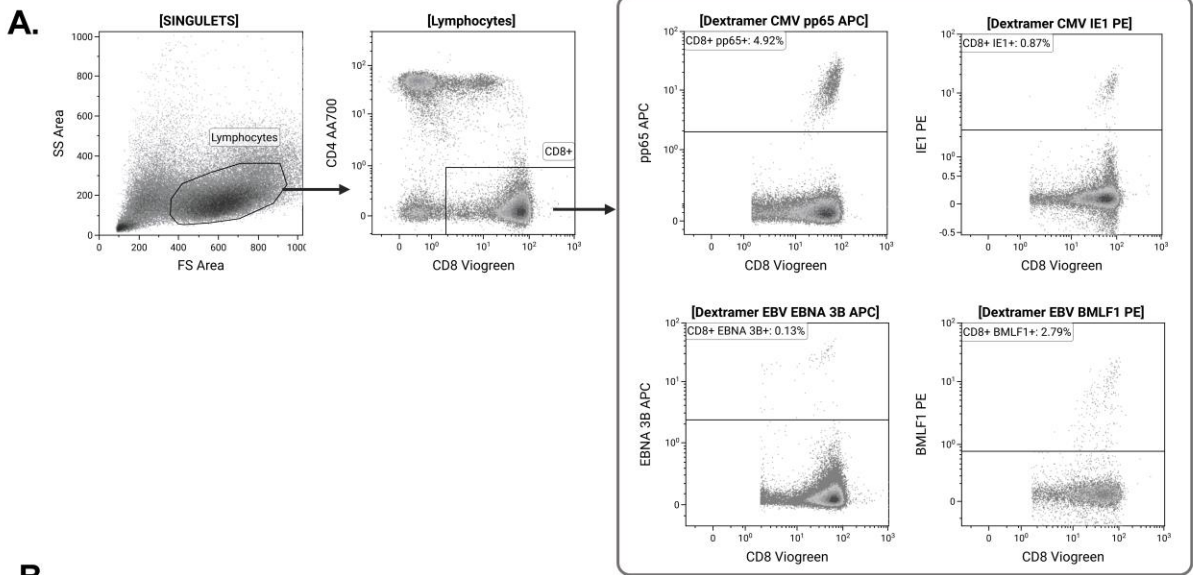 A.
[SINGULETS]
1000
800
600
400
200
0
SS Area
Lymphocytes
0 200 400 600 800 1000
FS Area
[Lymphocytes]
10²
10¹
10⁰
0
CD4 AA700
CD8+
0 10⁰ 10¹ 10² 10³
CD8 Viogreen
[Dextramer CMV pp65 APC]
CD8+ pp65+: 4.92%
10²
10¹
10⁰
0
pp65 APC
0 10⁰ 10¹ 10² 10³
CD8 Viogreen
[Dextramer CMV IE1 PE]
CD8+ IE1+: 0.87%
10²
10¹
10⁰
0.5
0
-0.5
IE1 PE
0 10⁰ 10¹ 10² 10³
CD8 Viogreen
[Dextramer EBV EBNA 3B APC]
CD8+ EBNA 3B+: 0.13%
10²
10¹
10⁰
0
EBNA 3B APC
0 10⁰ 10¹ 10² 10³
CD8 Viogreen
[Dextramer EBV BMLF1 PE]
CD8+ BMLF1+: 2.79%
10²
10¹
10⁰
0
BMLF1 PE
0 10⁰ 10¹ 10² 10³
CD8 Viogreen